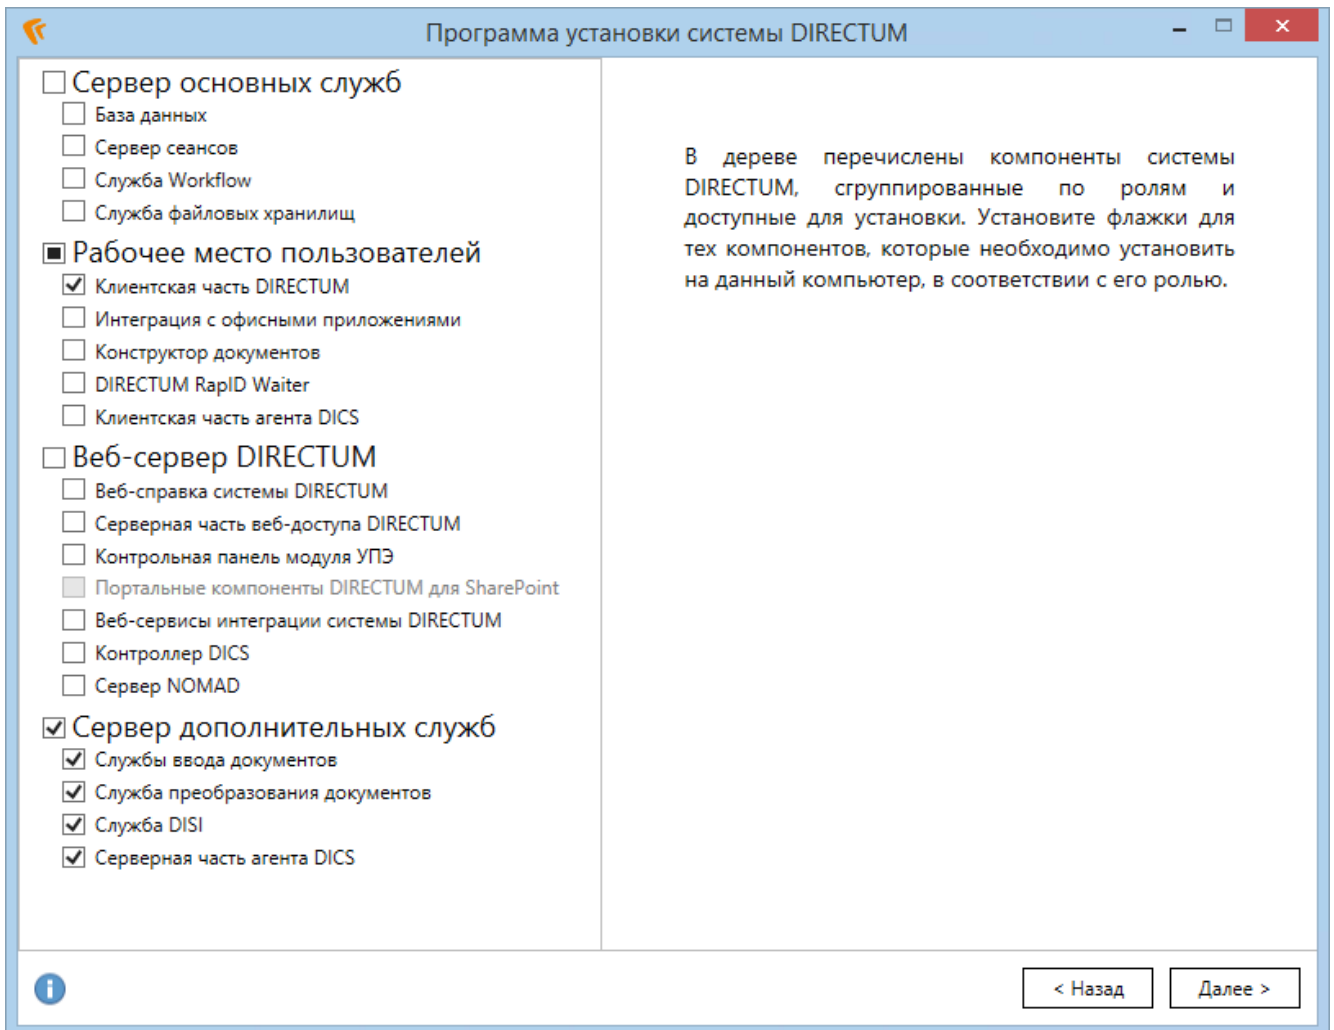 Программа установки системы DIRECTUM
Сервер основных служб
База данных
Сервер сеансов
Служба Workflow
Служба файловых хранилищ
Рабочее место пользователей
Клиентская часть DIRECTUM
Интеграция с офисными приложениями
Конструктор документов
DIRECTUM RapID Waiter
Клиентская часть агента DICS
Веб-сервер DIRECTUM
Веб-справка системы DIRECTUM
Серверная часть веб-доступа DIRECTUM
Контрольная панель модуля УПЭ
Портальные компоненты DIRECTUM для SharePoint
Веб-сервисы интеграции системы DIRECTUM
Контроллер DICS
Сервер NOMAD
Сервер дополнительных служб
Службы ввода документов
Служба преобразования документов
Служба DISI
Серверная часть агента DICS
В дереве перечислены компоненты системы
DIRECTUM, сгруппированные по ролям и
доступные для установки. Установите флажки для
тех компонентов, которые необходимо установить
на данный компьютер, в соответствии с его ролью.
< Назад
Далее >